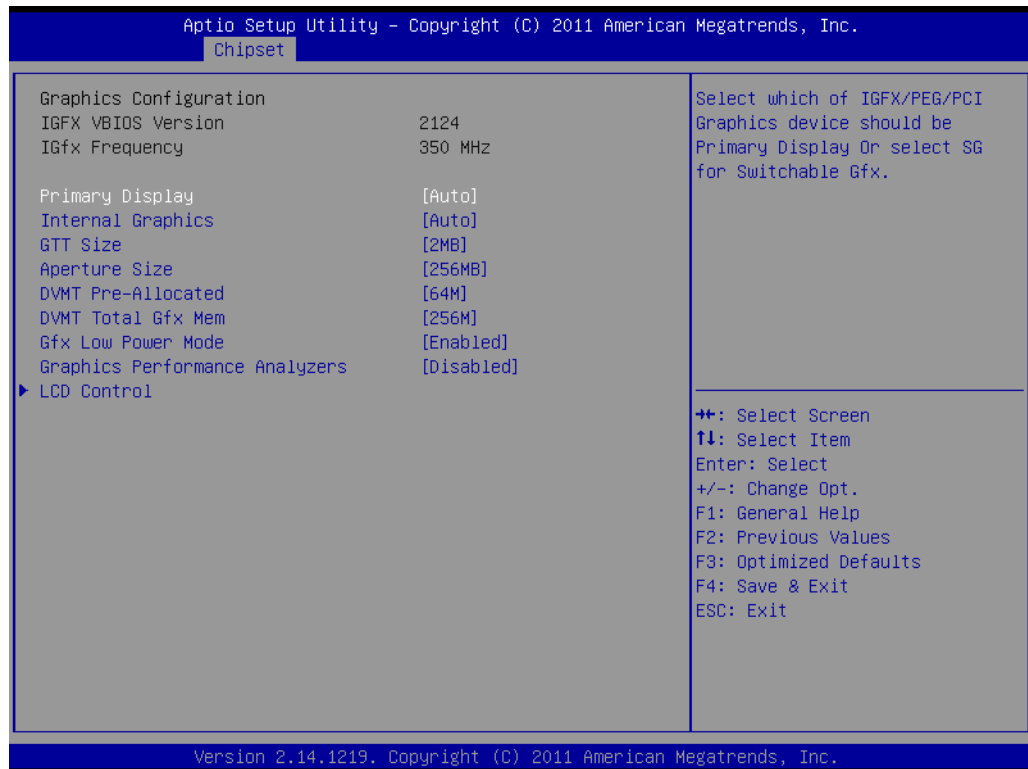 Aptio Setup Utility – Copyright (C) 2011 American Megatrends, Inc.
Chipset
Graphics Configuration
IGFX VBIOS Version 2124
IGfx Frequency 350 MHz
Primary Display [Auto]
Internal Graphics [Auto]
GTT Size [2MB]
Aperture Size [256MB]
DVMT Pre-Allocated [64M]
DVMT Total Gfx Mem [256M]
Gfx Low Power Mode [Enabled]
Graphics Performance Analyzers [Disabled]
▶ LCD Control
Select which of IGFX/PEG/PCI
Graphics device should be
Primary Display Or select SG
for Switchable Gfx.
→←: Select Screen
↑↓: Select Item
Enter: Select
+/-: Change Opt.
F1: General Help
F2: Previous Values
F3: Optimized Defaults
F4: Save & Exit
ESC: Exit
Version 2.14.1219. Copyright (C) 2011 American Megatrends, Inc.